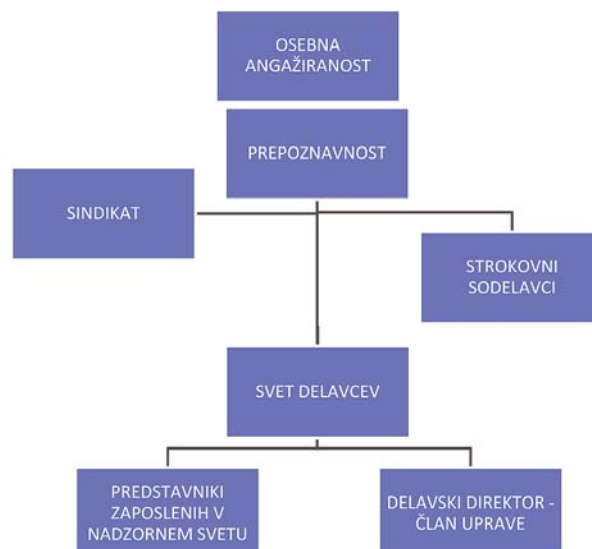 OSEBNA
ANGAŽIRANOST
PREPOZNAVNOST
SINDIKAT
STROKOVNI
SODELAVCI
SVET DELAVCEV
PREDSTAVNIKI
ZAPOSLENIH V
NADZORNEM SVETU
DELAVSKI DIREKTOR -
ČLAN UPRAVE